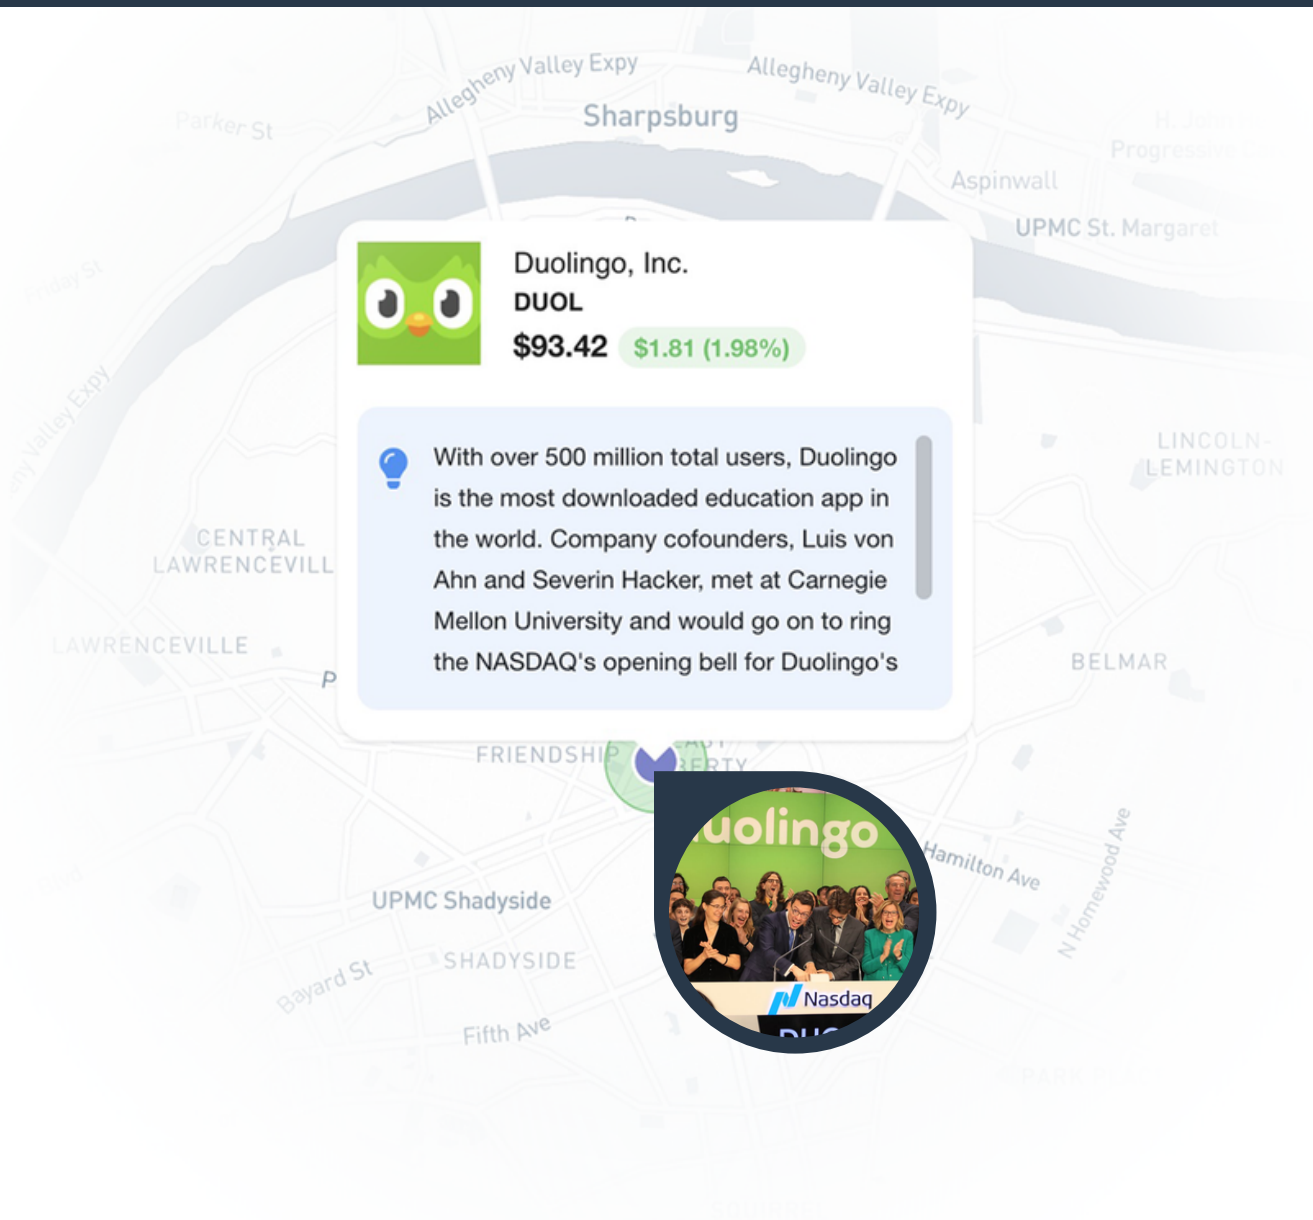 Allegheny Valley Expy
Allegheny Valley Expy
Sharpsburg
Parker St
Aspinwall
UPMC St. Margaret
Duolingo, Inc.
DUOL
$93.42 $1.81 (1.98%)
With over 500 million total users, Duolingo
is the most downloaded education app in
the world. Company cofounders, Luis von
Ahn and Severin Hacker, met at Carnegie
Mellon University and would go on to ring
the NASDAQ's opening bell for Duolingo's
Valley Expy
LINCOLN-
LEMINGTON
CENTRAL
LAWRENCEVILL
LAWRENCEVILLE
P
BELMAR
FRIENDSHIP
uolingo
Nasdaq
Hamilton Ave
N Homewood Ave
UPMC Shadyside
SHADYSIDE
Bayard St
Fifth Ave